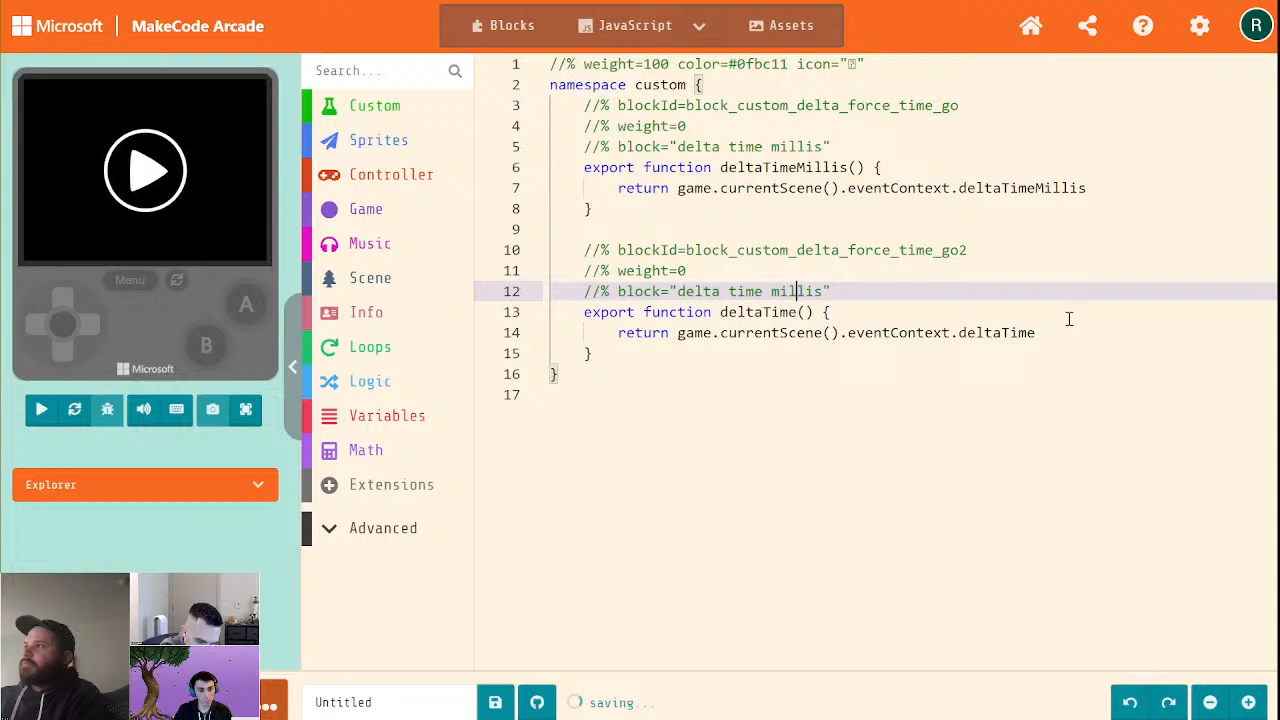 Microsoft | MakeCode Arcade
Blocks
JavaScript
Assets
R
Menu
A
B
Microsoft
Explorer
Search...
Custom
Sprites
Controller
Game
Music
Scene
Info
Loops
Logic
Variables
Math
Extensions
Advanced
1 //% weight=100 color=#0fbc11 icon=""
2 namespace custom {
3 //% blockId=block_custom_delta_force_time_go
4 //% weight=0
5 //% block="delta time millis"
6 export function deltaTimeMillis() {
7 return game.currentScene().eventContext.deltaTimeMillis
8 }
9
10 //% blockId=block_custom_delta_force_time_go2
11 //% weight=0
12 //% block="delta time millis"
13 export function deltaTime() {
14 return game.currentScene().eventContext.deltaTime
15 }
16 }
17
Untitled
saving...